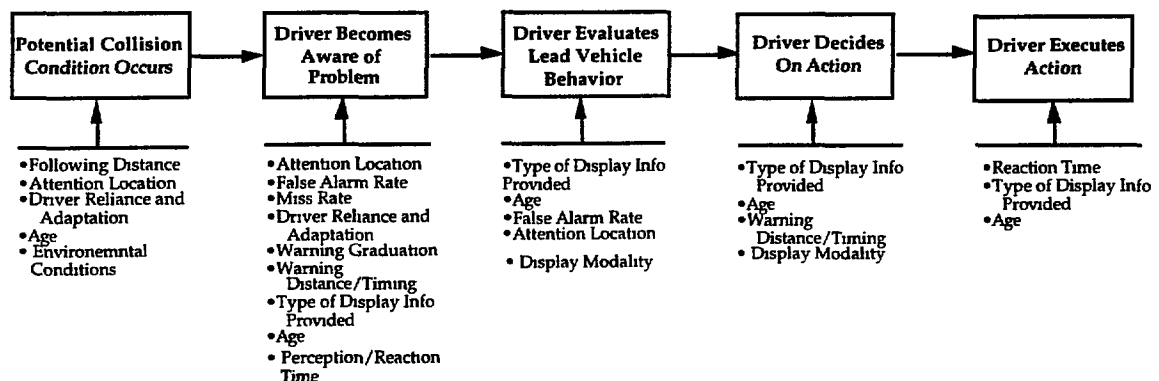 Potential Collision
Condition Occurs
Driver Becomes
Aware of
Problem
Driver Evaluates
Lead Vehicle
Behavior
Driver Decides
On Action
Driver Executes
Action
•Following Distance
•Attention Location
•Driver Reliance and
Adaptation
•Age
• Environemntal
Conditions
•Attention Location
•False Alarm Rate
•Miss Rate
•Driver Reliance and
Adaptation
•Warning Graduation
•Warning
Distance/Timing
•Type of Display Info
Provided
•Age
• Perception/Reaction
Time
•Type of Display Info
Provided
•Age
•False Alarm Rate
•Attention Location
• Display Modality
•Type of Display Info
Provided
•Age
•Warning
Distance/Timing
•Display Modality
•Reaction Time
•Type of Display Info
Provided
•Age